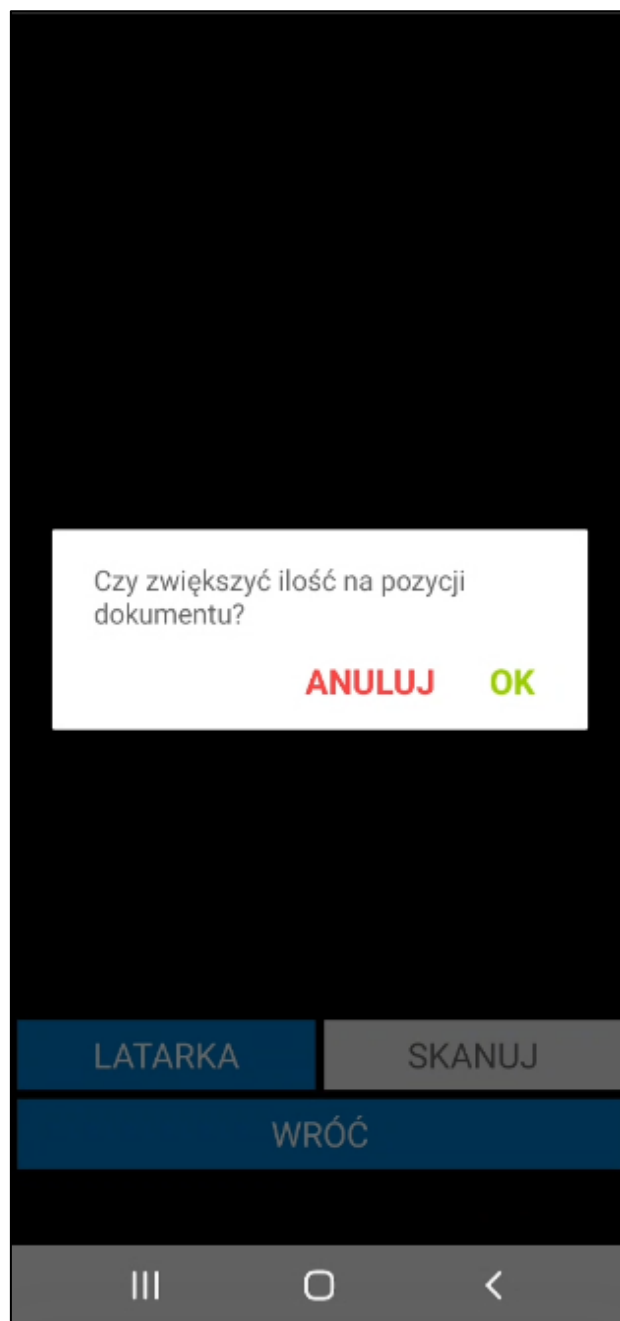 Czy zwiększyć ilość na pozycji
dokumentu?
ANULUJ OK
LATARKA SKANUJ
WRÓĆ